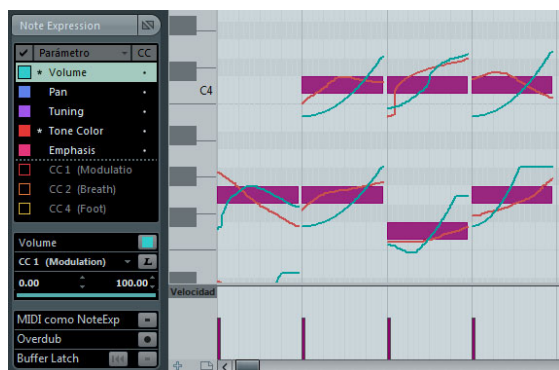 Note Expression
Parámetro CC
* Volume
Pan
Tuning
* Tone Color
Emphasis
CC 1 (Modulatio
CC 2 (Breath)
CC 4 (Foot)
Volume
CC 1 (Modulation) L
0.00 100.00
MIDI como NoteExp
Overdub
Buffer Latch
C4
Velocidad